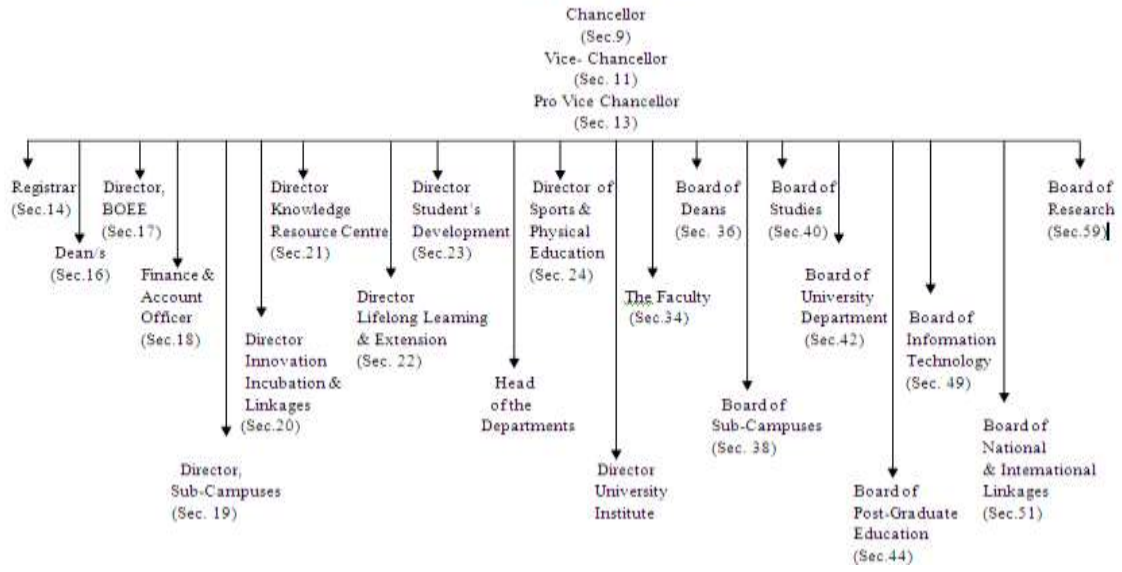 Chancellor
(Sec.9)
Vice- Chancellor
(Sec. 11)
Pro Vice Chancellor
(Sec. 13)
Registrar
(Sec.14)
Dean/s
(Sec.16)
Director,
BOEE
(Sec.17)
Finance &
Account
Officer
(Sec.18)
Director,
Sub-Campuses
(Sec. 19)
Director
Innovation
Incubation &
Linkages
(Sec.20)
Director
Knowledge
Resource Centre
(Sec.21)
Director
Lifelong Learning
& Extension
(Sec. 22)
Director
Student's
Development
(Sec.23)
Head
of the
Departments
Director of
Sports &
Physical
Education
(Sec. 24)
Director
University
Institute
The Faculty
(Sec.34)
Board of
Deans
(Sec. 36)
Board of
Sub-Campuses
(Sec. 38)
Board of
Studies
(Sec.40)
Board of
University
Department
(Sec.42)
Board of
Post-Graduate
Education
(Sec.44)
Board of
Information
Technology
(Sec. 49)
Board of
National
& International
Linkages
(Sec.51)
Board of
Research
(Sec.59)